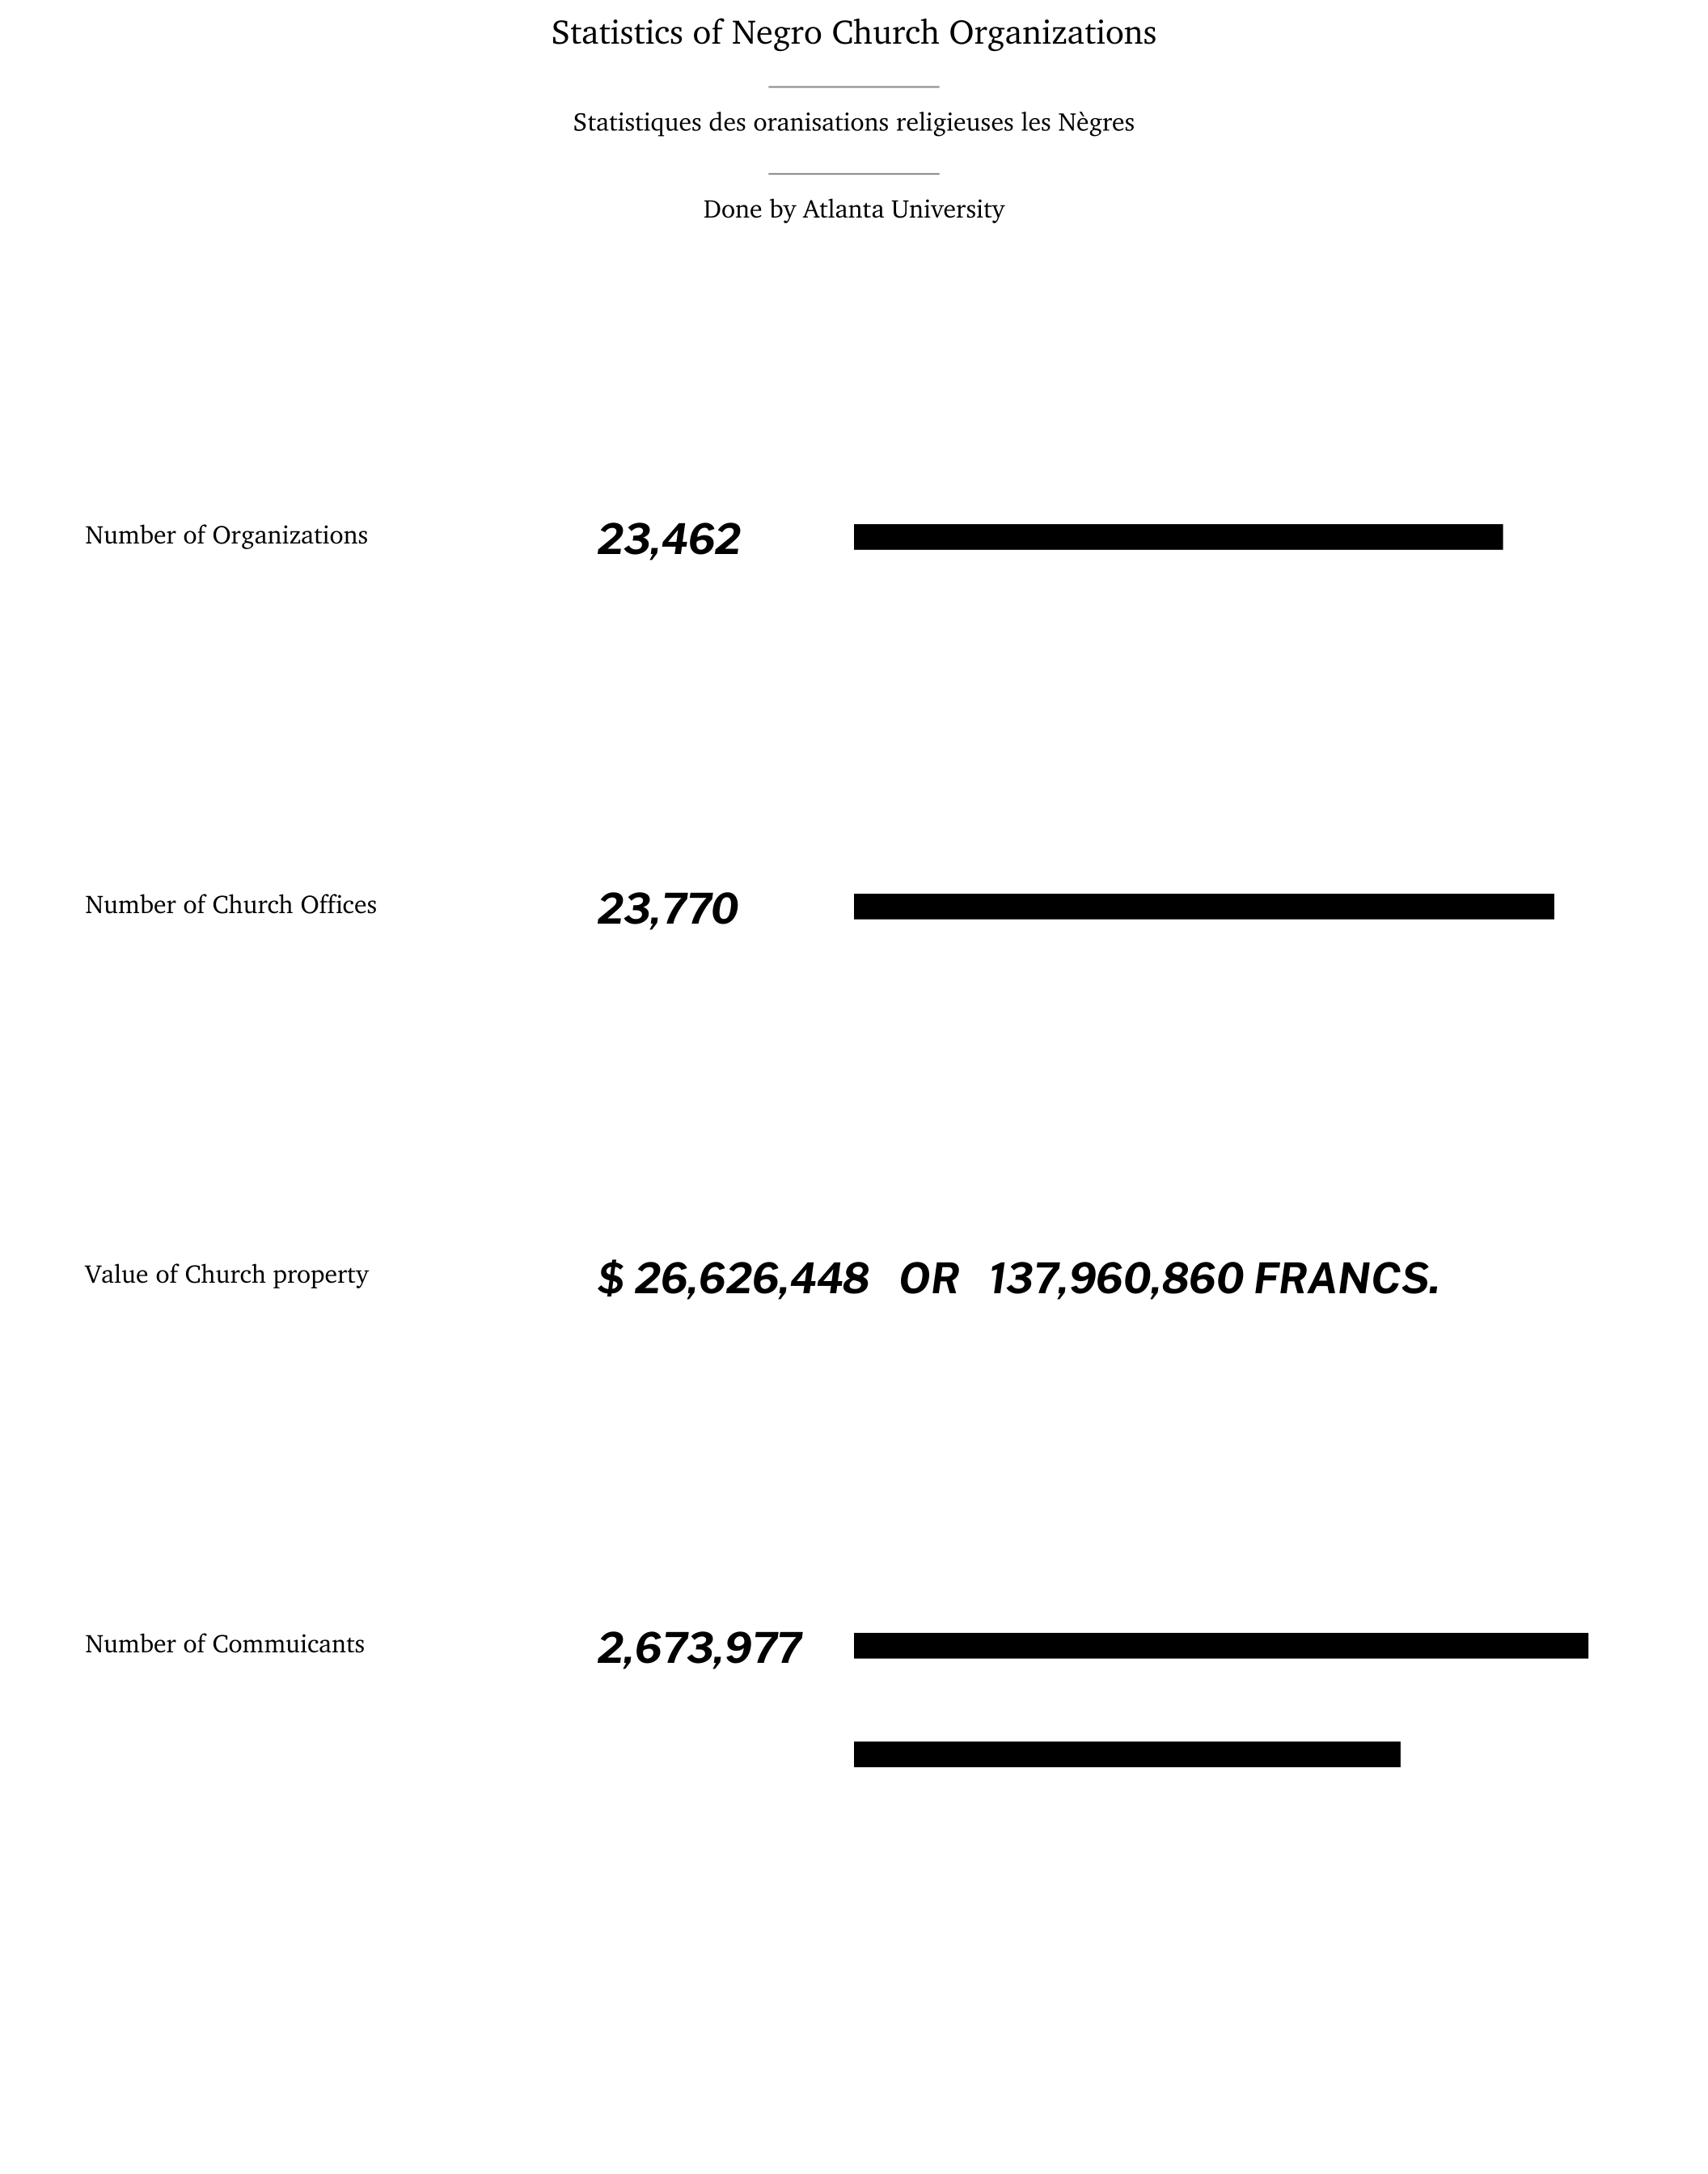 Statistics of Negro Church Organizations
Statistiques des oranisations religieuses les Nègres
Done by Atlanta University
Number of Organizations 23,462
Number of Church Offices 23,770
Value of Church property $ 26,626,448 OR 137,960,860 FRANCS.
Number of Commuicants 2,673,977